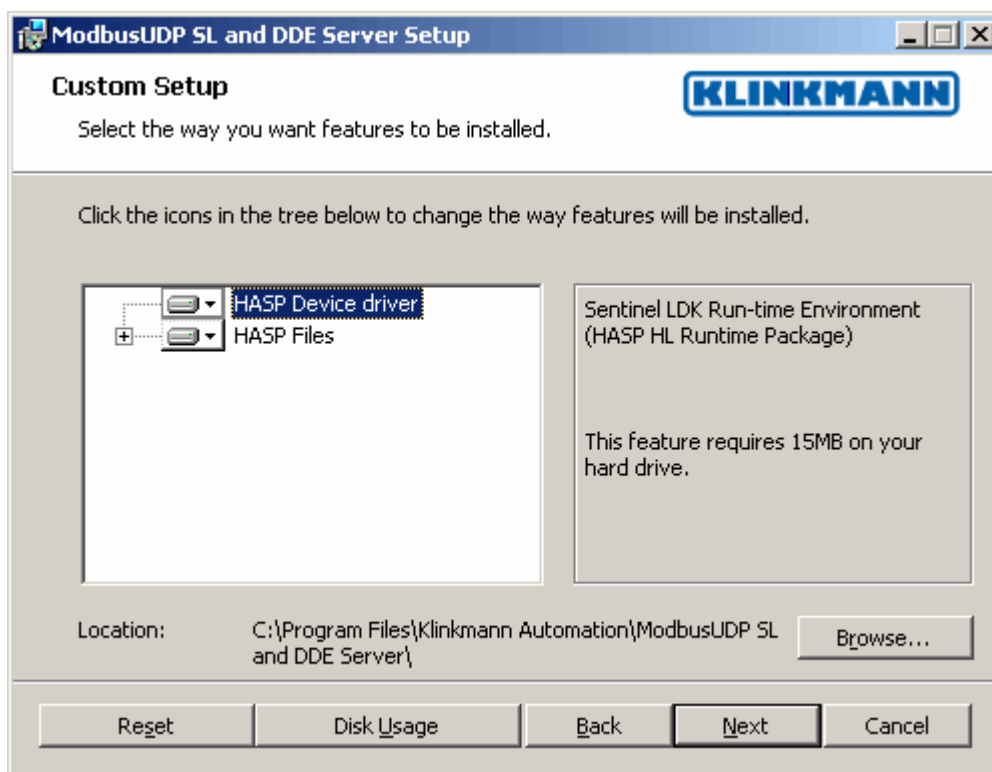 ModbusUDP SL and DDE Server Setup
Custom Setup
KLINKMANN
Select the way you want features to be installed.
Click the icons in the tree below to change the way features will be installed.
HASP Device driver
HASP Files
Sentinel LDK Run-time Environment
(HASP HL Runtime Package)
This feature requires 15MB on your
hard drive.
Location:
C:\Program Files\Klinkmann Automation\ModbusUDP SL
and DDE Server\
Browse...
Reset
Disk Usage
Back
Next
Cancel